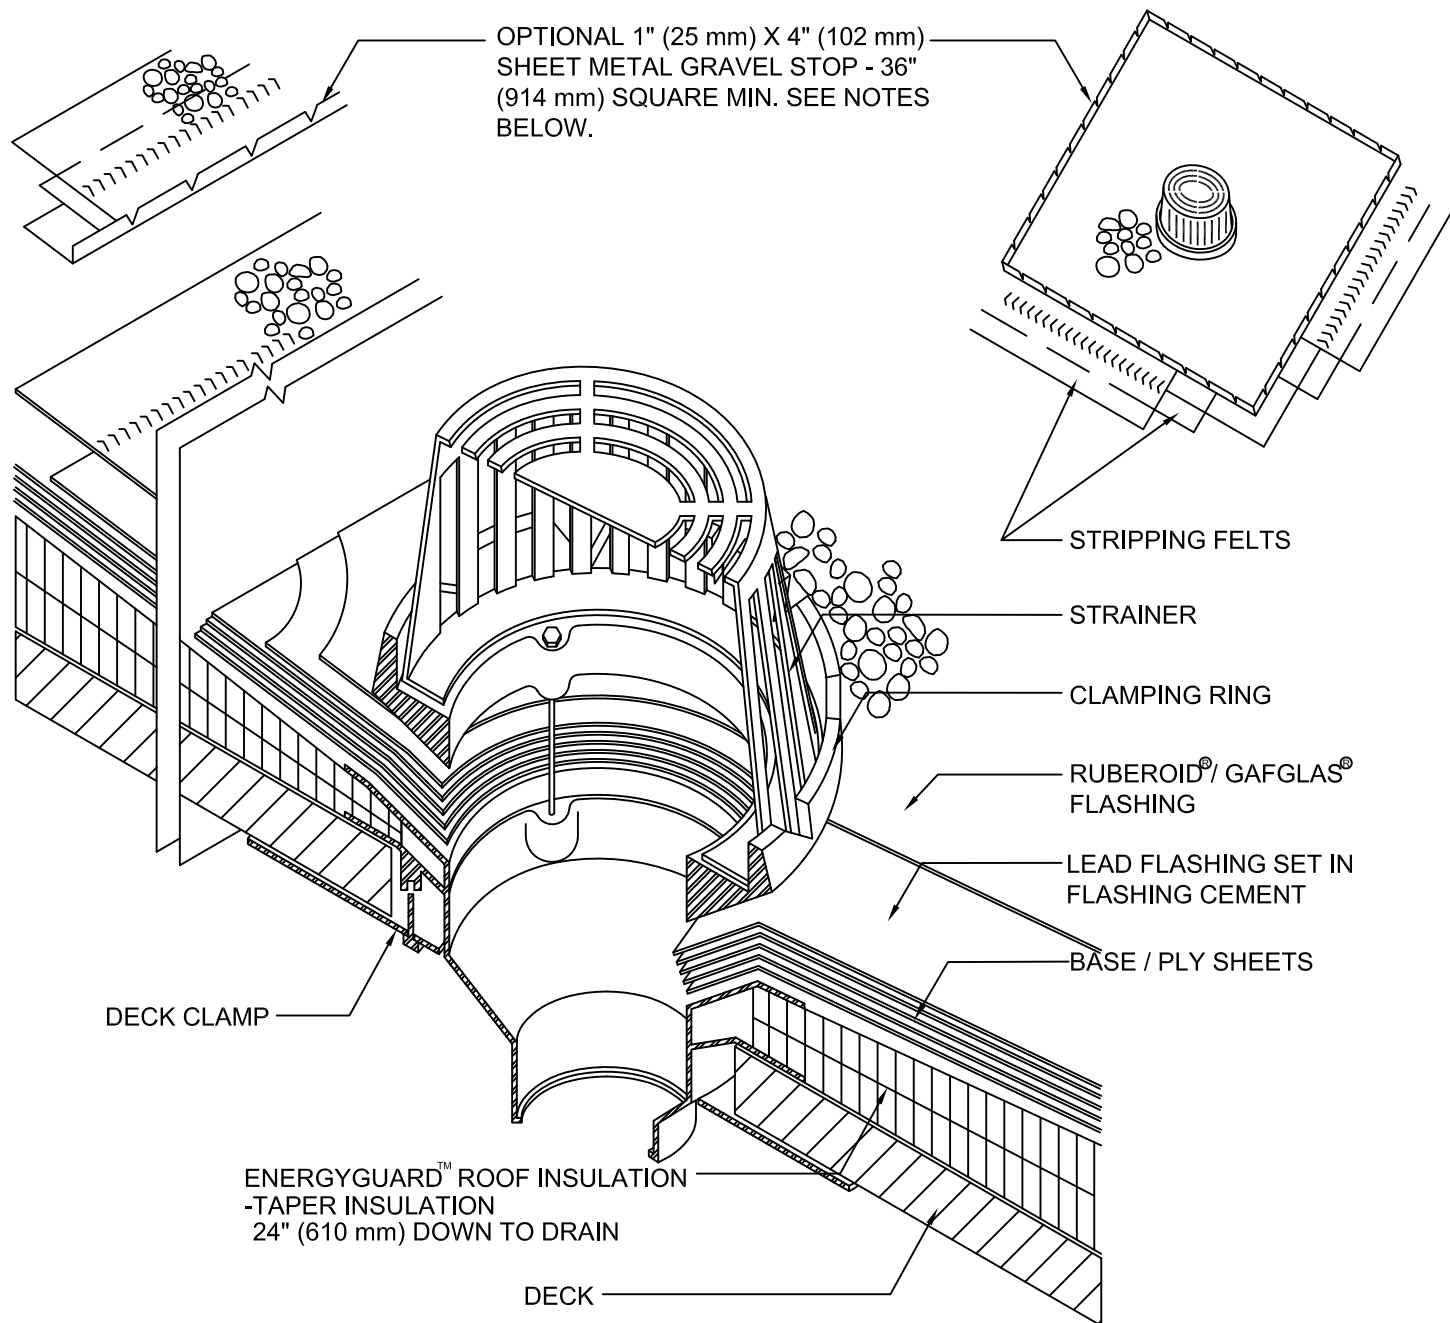 OPTIONAL 1" (25 mm) X 4" (102 mm)
SHEET METAL GRAVEL STOP - 36"
(914 mm) SQUARE MIN. SEE NOTES
BELOW.
STRIPPING FELTS
STRAINER
CLAMPING RING
RUBEROID®/ GAFGLAS®
FLASHING
LEAD FLASHING SET IN
FLASHING CEMENT
BASE / PLY SHEETS
DECK CLAMP
ENERGYGUARD™ ROOF INSULATION
-TAPER INSULATION
24" (610 mm) DOWN TO DRAIN
DECK